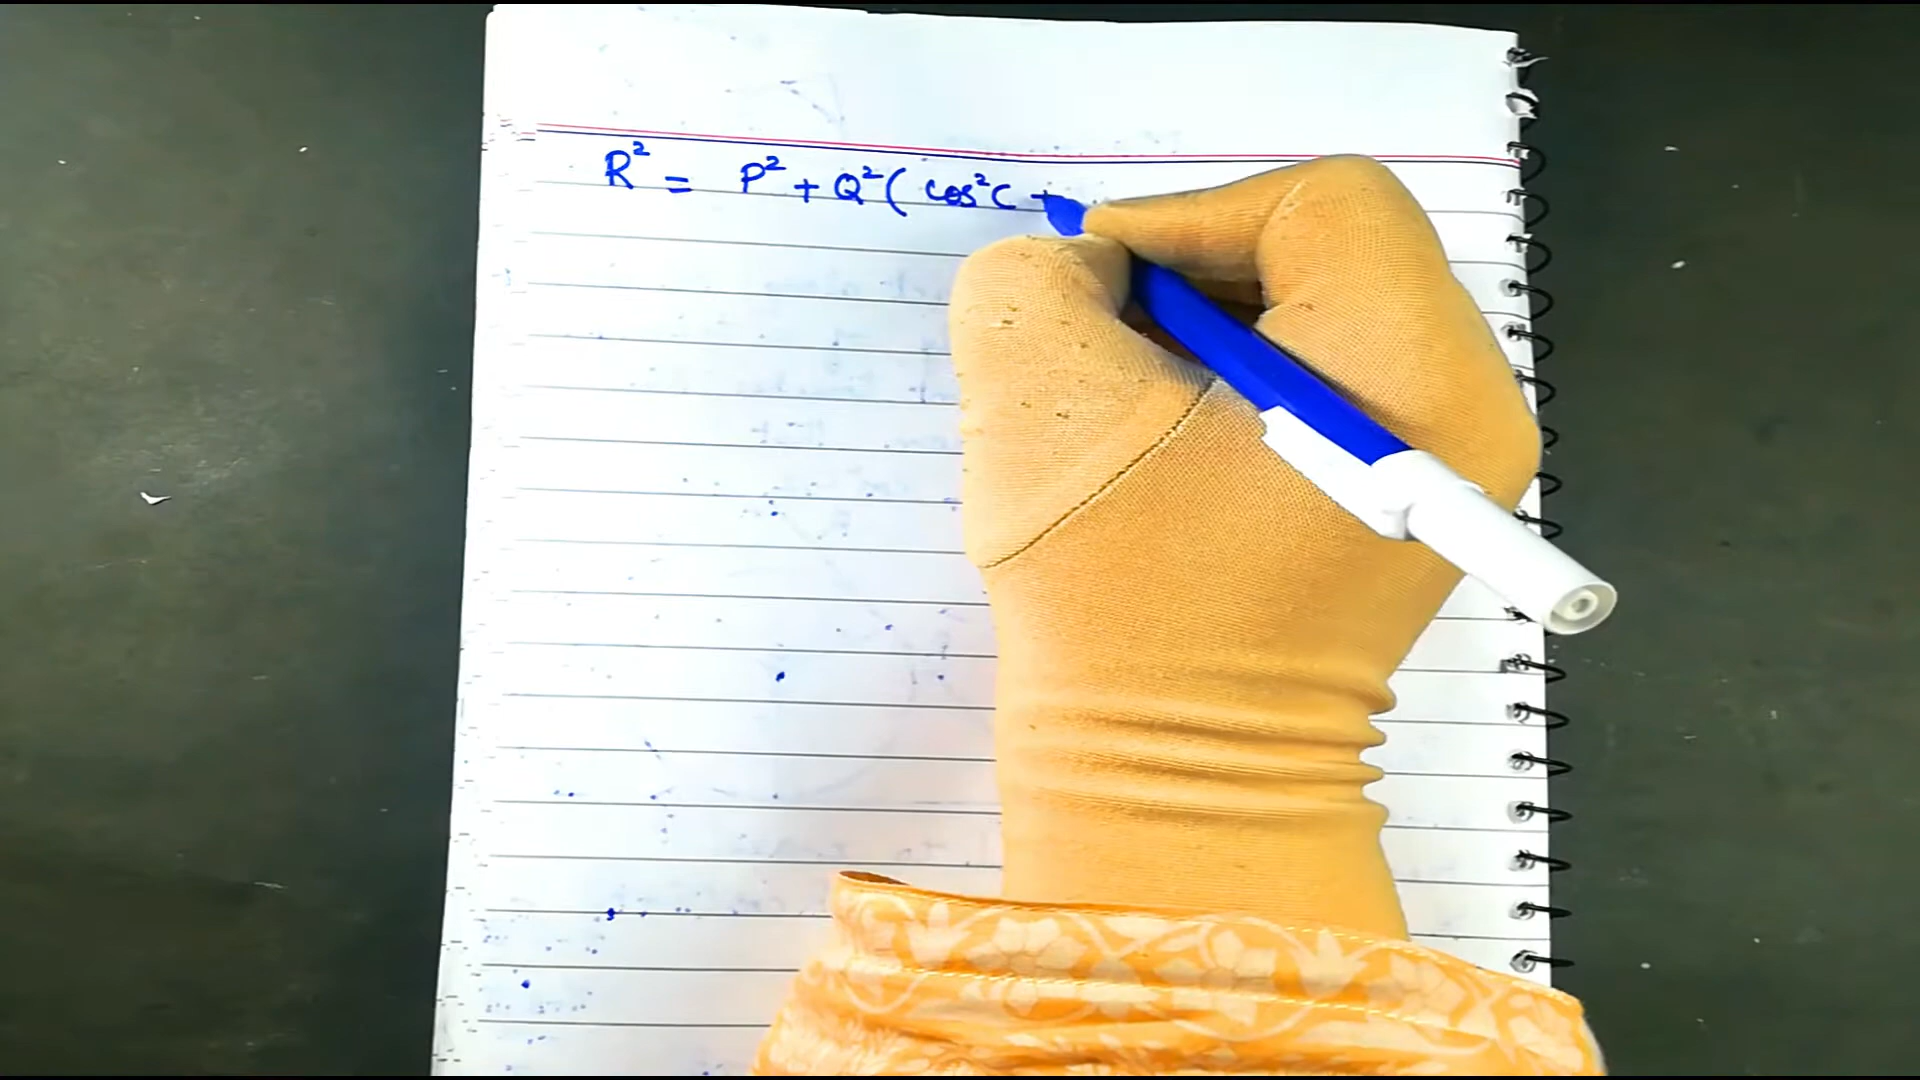 R² = P² + Q² ( cos²C +